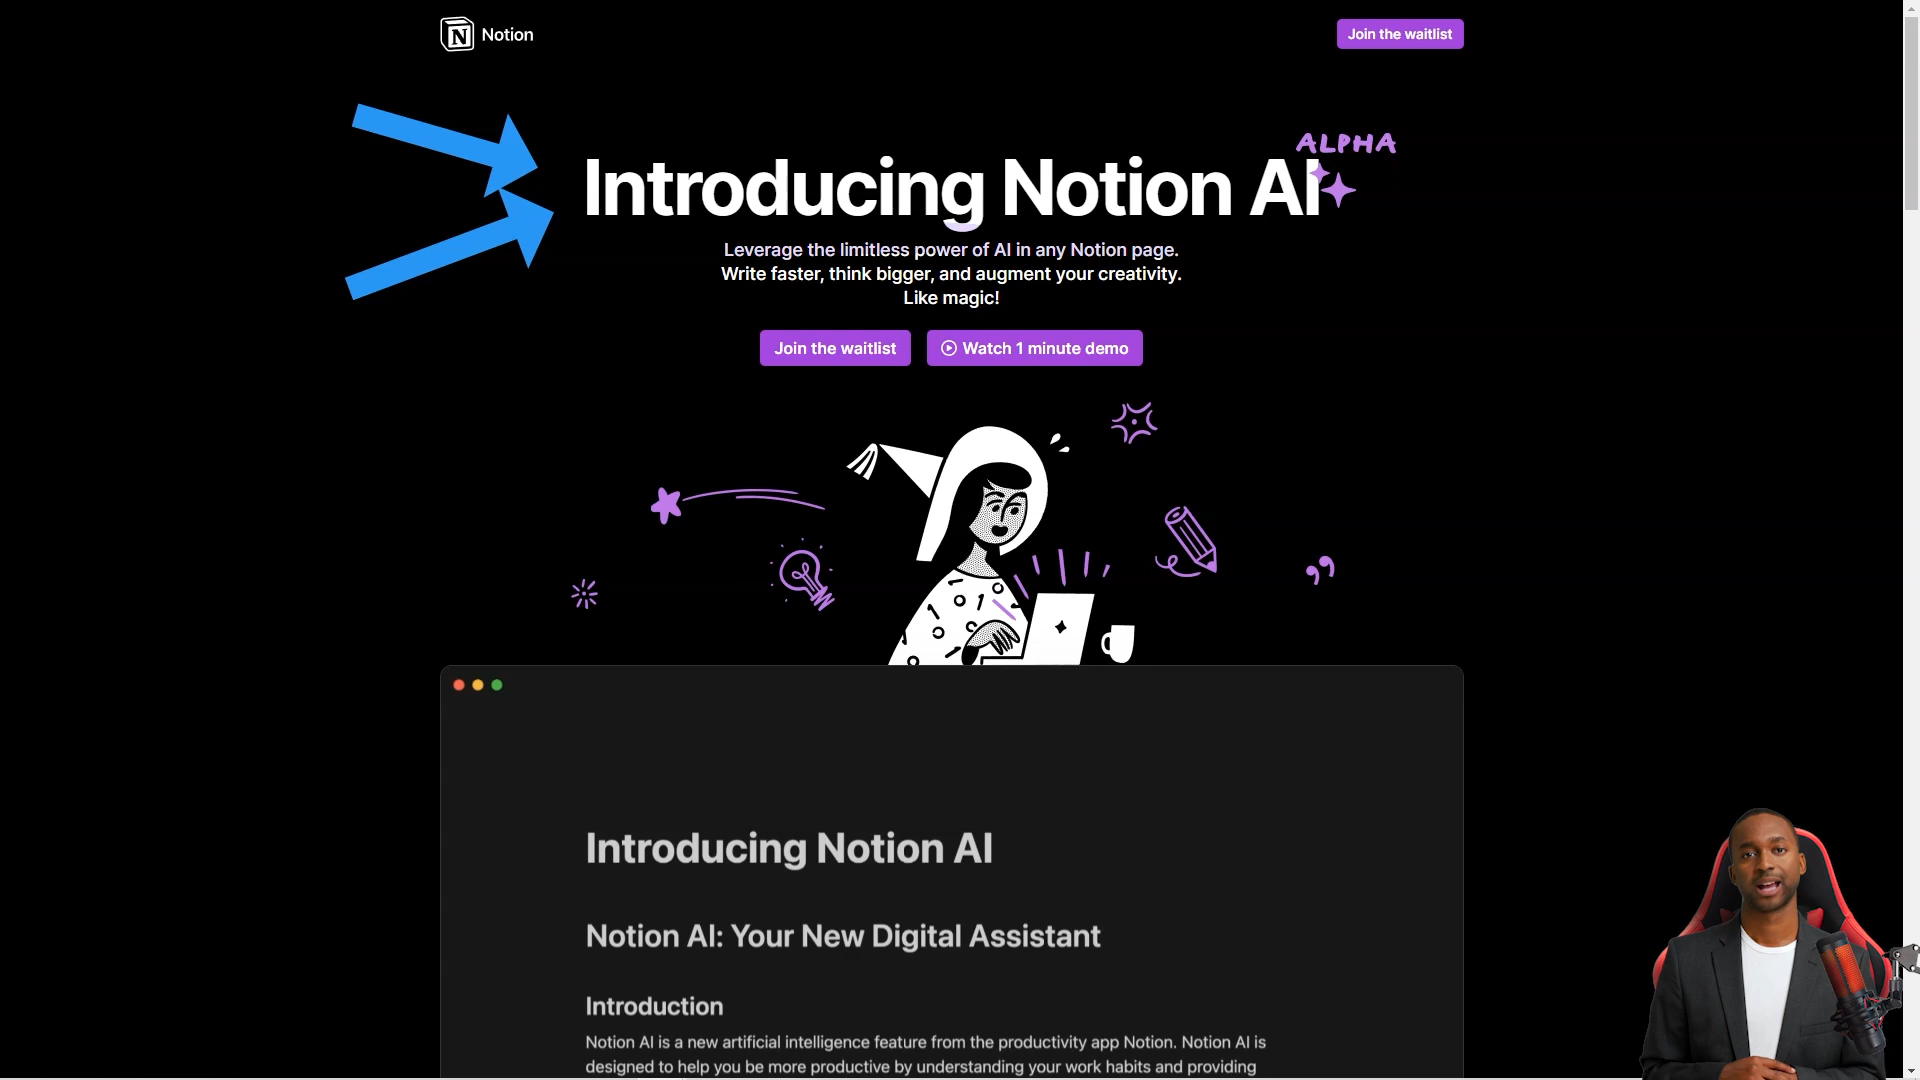 Notion
Join the waitlist
ALPHA
Introducing Notion AI
Leverage the limitless power of AI in any Notion page.
Write faster, think bigger, and augment your creativity.
Like magic!
Join the waitlist
Watch 1 minute demo
Introducing Notion AI
Notion AI: Your New Digital Assistant
Introduction
Notion AI is a new artificial intelligence feature from the productivity app Notion. Notion AI is
designed to help you be more productive by understanding your work habits and providing